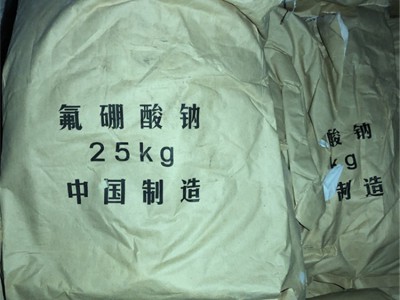 氟硼酸钠
25kg
中国制造
酸钠
kg
制造